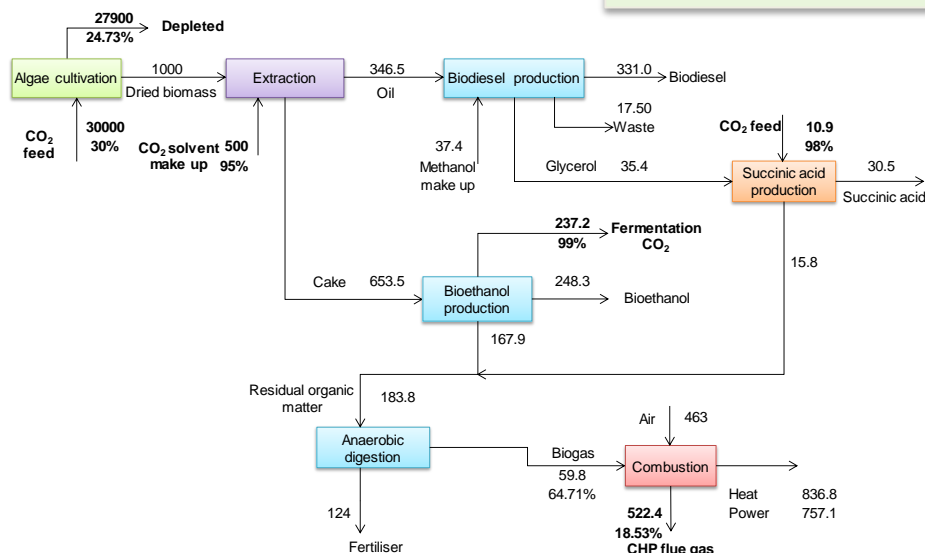 27900
24.73%
Depleted
Algae cultivation
1000
Dried biomass
Extraction
346.5
Oil
Biodiesel production
331.0
Biodiesel
17.50
Waste
CO2 feed
30000
30%
CO2 solvent
make up
500
95%
37.4
Methanol
make up
Glycerol
35.4
CO2 feed
10.9
98%
Succinic acid
production
30.5
Succinic acid
237.2
99%
Fermentation
CO2
15.8
Cake
653.5
Bioethanol
production
248.3
Bioethanol
167.9
Residual organic
matter
183.8
Anaerobic
digestion
Air
463
Biogas
59.8
64.71%
Combustion
Heat
836.8
Power
757.1
124
Fertiliser
522.4
18.53%
CHP flue gas